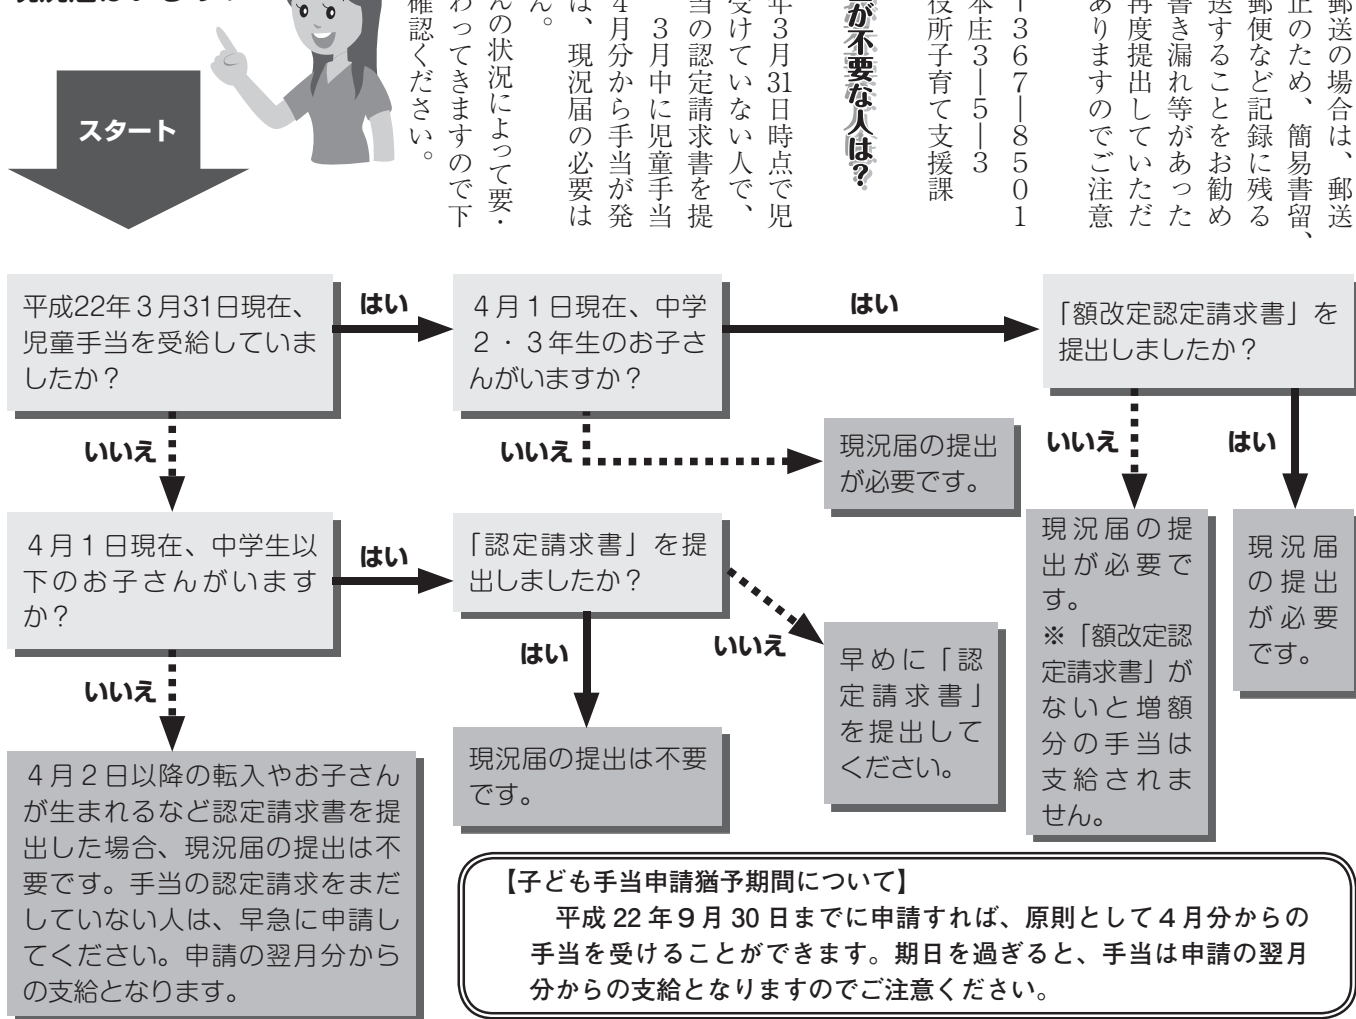 郵送の場合は、郵送
正のため、簡易書留、
郵便など記録に残る
送することをお勧め
書き漏れ等があった
再度提出していただ
ありますのでご注意
367―8501
本庄3―5―3
役所子育て支援課
が不要な人は?
年3月31日時点で児
受けていない人で、
当の認定請求書を提
3月中に児童手当
4月分から手当が発
は、現況届の必要は
ん。
んの状況によって要・
わってきますので下
確認ください。
スタート
平成22年3月31日現在、
児童手当を受給していま
したか?
はい
4月1日現在、中学
2・3年生のお子さ
んがいますか?
はい
「額改定認定請求書」を
提出しましたか?
いいえ
いいえ
現況届の提出
が必要です。
いいえ
はい
現況届の提
出が必要で
す。
※「額改定認
定請求書」が
ないと増額
分の手当は
支給されま
せん。
現況届
の提出
が必要
です。
4月1日現在、中学生以
下のお子さんがいます
か?
はい
「認定請求書」を提
出しましたか?
いいえ
はい
いいえ
早めに「認
定請求書」
を提出して
ください。
現況届の提出は不要
です。
4月2日以降の転入やお子さん
が生まれるなど認定請求書を提
出した場合、現況届の提出は不
要です。手当の認定請求をまだ
していない人は、早急に申請し
てください。申請の翌月分から
の支給となります。
【子ども手当申請猶予期間について】
平成22年9月30日までに申請すれば、原則として4月分からの
手当を受けることができます。期日を過ぎると、手当は申請の翌月
分からの支給となりますのでご注意ください。